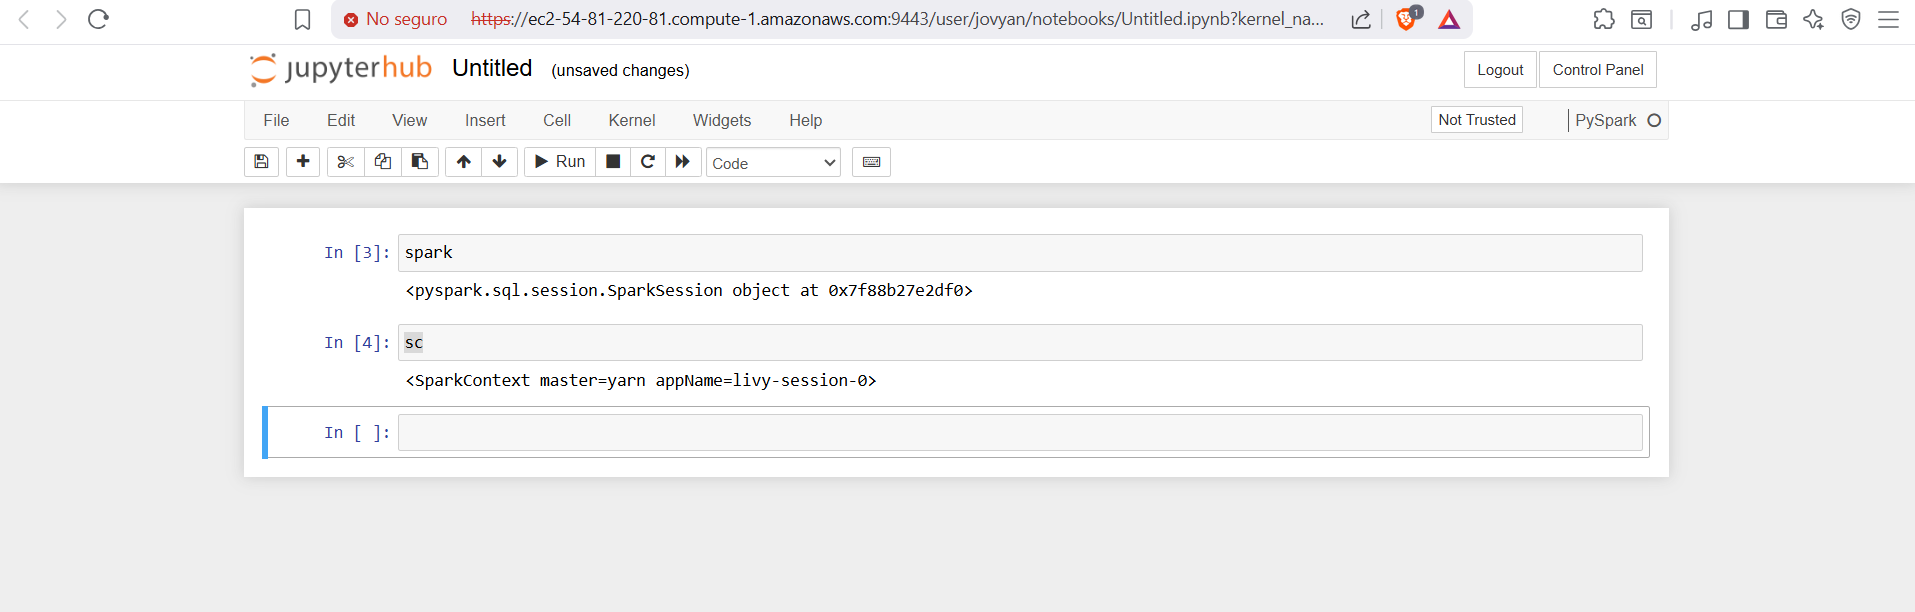 No seguro https://ec2-54-81-220-81.compute-1.amazonaws.com:9443/user/jovyan/notebooks/Untitled.ipynb?kernel_na... 1
jupyterhub Untitled (unsaved changes) Logout Control Panel
File Edit View Insert Cell Kernel Widgets Help Not Trusted PySpark
Run Code
In [3]: spark
<pyspark.sql.session.SparkSession object at 0x7f88b27e2df0>
In [4]: sc
<SparkContext master=yarn appName=livy-session-0>
In [ ]: